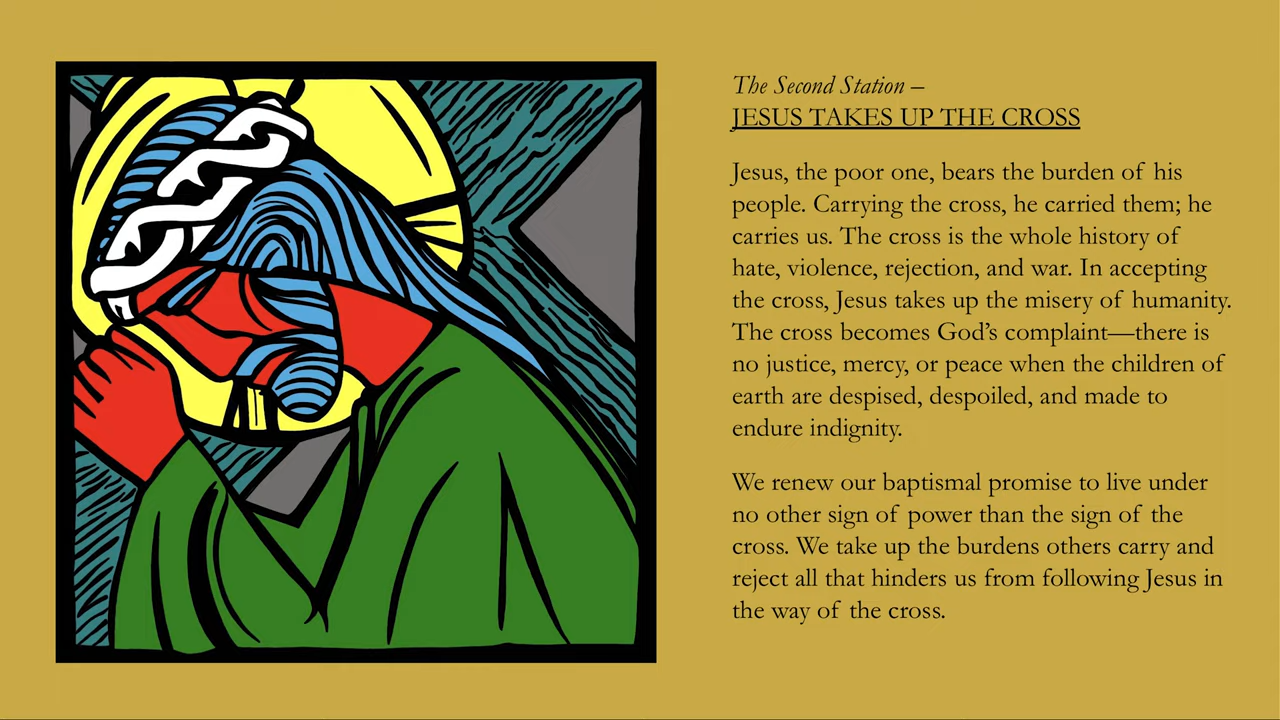 The Second Station –
JESUS TAKES UP THE CROSS
Jesus, the poor one, bears the burden of his
people. Carrying the cross, he carried them; he
carries us. The cross is the whole history of
hate, violence, rejection, and war. In accepting
the cross, Jesus takes up the misery of humanity.
The cross becomes God’s complaint—there is
no justice, mercy, or peace when the children of
earth are despised, despoiled, and made to
endure indignity.
We renew our baptismal promise to live under
no other sign of power than the sign of the
cross. We take up the burdens others carry and
reject all that hinders us from following Jesus in
the way of the cross.